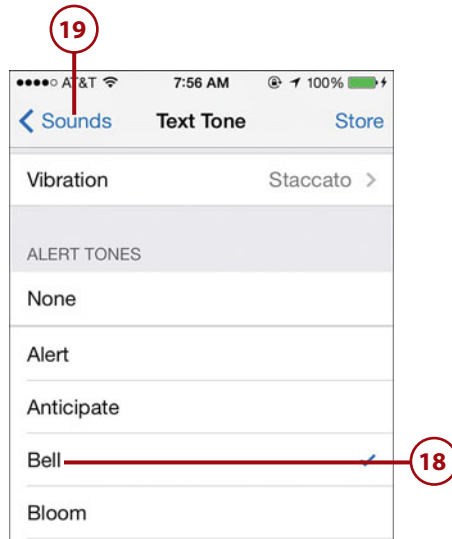 19
AT&T 7:56 AM 100%
Sounds Text Tone Store
Vibration Staccato >
ALERT TONES
None
Alert
Anticipate
Bell 18
Bloom